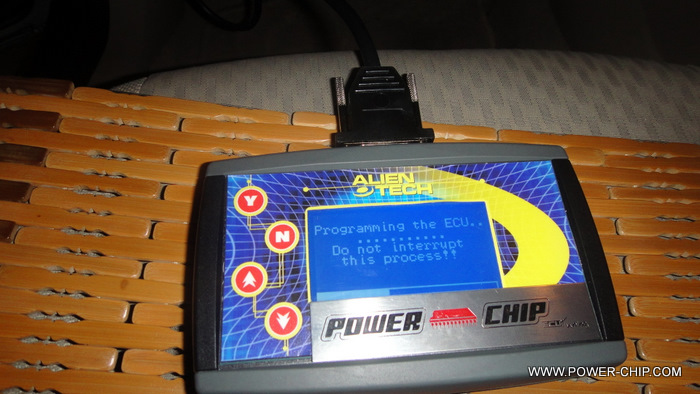 ALIEN
TECH
Y
N
Programming the ECU..
Do not interrupt
this process!!
POWER CHIP
WWW.POWER-CHIP.COM